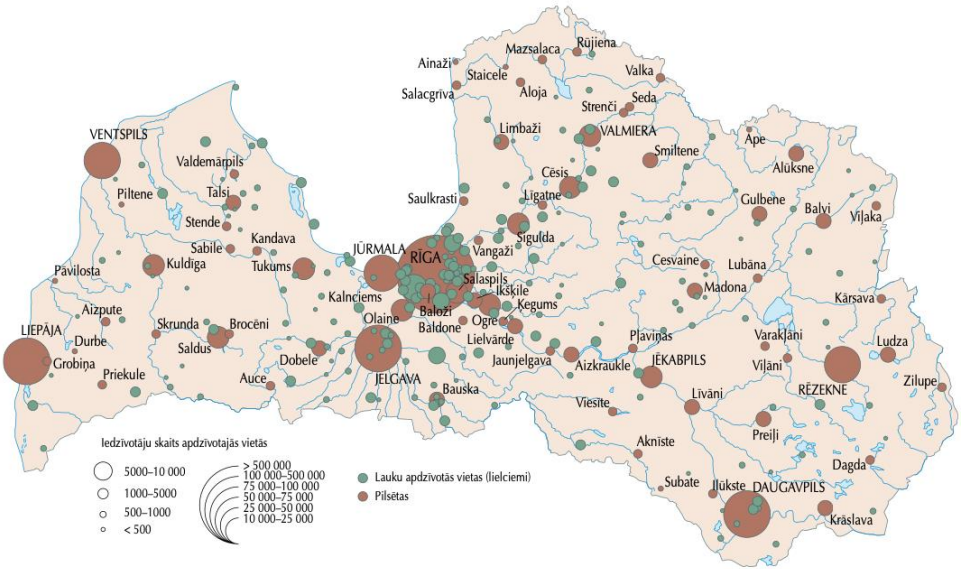 Ainaži
Mazsalaca
Rūjiena
Staicele
Valka
Salacgrīva
Aloja
Seda
Strenči
VENTSPILS
Limbaži
VALMIERA
Ape
Smiltene
Valdemārpils
Alūksne
Cēsis
Piltene
Talsi
Saulkrasti
Līgatne
Gulbene
Balvi
Viļaka
Stende
Sigulda
Sabile
Kandava
JŪRMALA
RĪGA
Vangaži
Kuldīga
Tukums
Cesvaine
Lubāna
Pāvilosta
Salaspils
Ikšķile
Madona
Kārsava
Kalnciems
Aizpute
Baloži
Ķegums
Olaine
Skrunda
Brocēni
Baldone
Ogre
LIEPĀJA
Lielvārde
Pļaviņas
Varakļāni
Ludza
Durbe
Saldus
Dobele
Jaunjelgava
Aizkraukle
JĒKABPILS
Viļāni
Grobiņa
Priekule
Auce
JELGAVA
Bauska
RĒZEKNE
Zilupe
Viesīte
Līvāni
Preiļi
Aknīste
Dagda
Subate
Ilūkste
DAUGAVPILS
Krāslava
Iedzīvotāju skaits apdzīvotajās vietās
5000–10 000
1000–5000
500–1000
< 500
> 500 000
100 000–500 000
75 000–100 000
50 000–75 000
25 000–50 000
10 000–25 000
Lauku apdzīvotās vietas (lielciemi)
Pilsētas